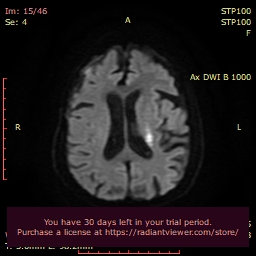 Im: 15/46
STP100
Se: 4
STP100
A
F
Ax DWI B 1000
R
L
You have 30 days left in your trial period.
Purchase a license at https://radiantviewer.com/store/